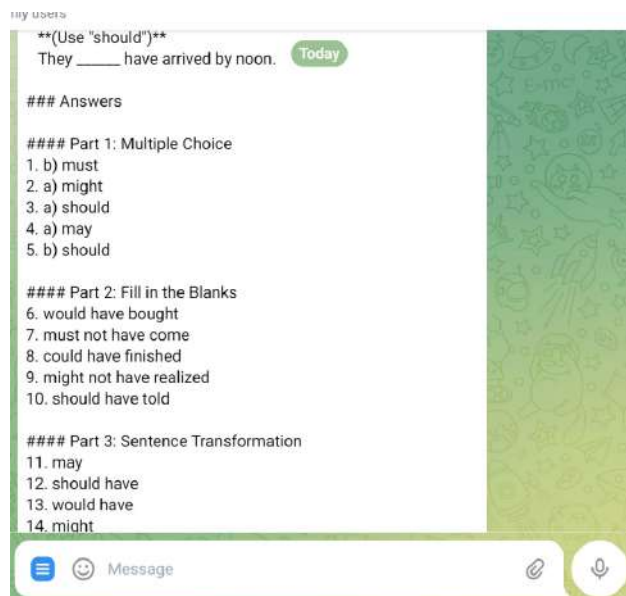 my users
**(Use "should")**
They ______ have arrived by noon.
Today
### Answers
#### Part 1: Multiple Choice
1. b) must
2. a) might
3. a) should
4. a) may
5. b) should
#### Part 2: Fill in the Blanks
6. would have bought
7. must not have come
8. could have finished
9. might not have realized
10. should have told
#### Part 3: Sentence Transformation
11. may
12. should have
13. would have
14. might
Message